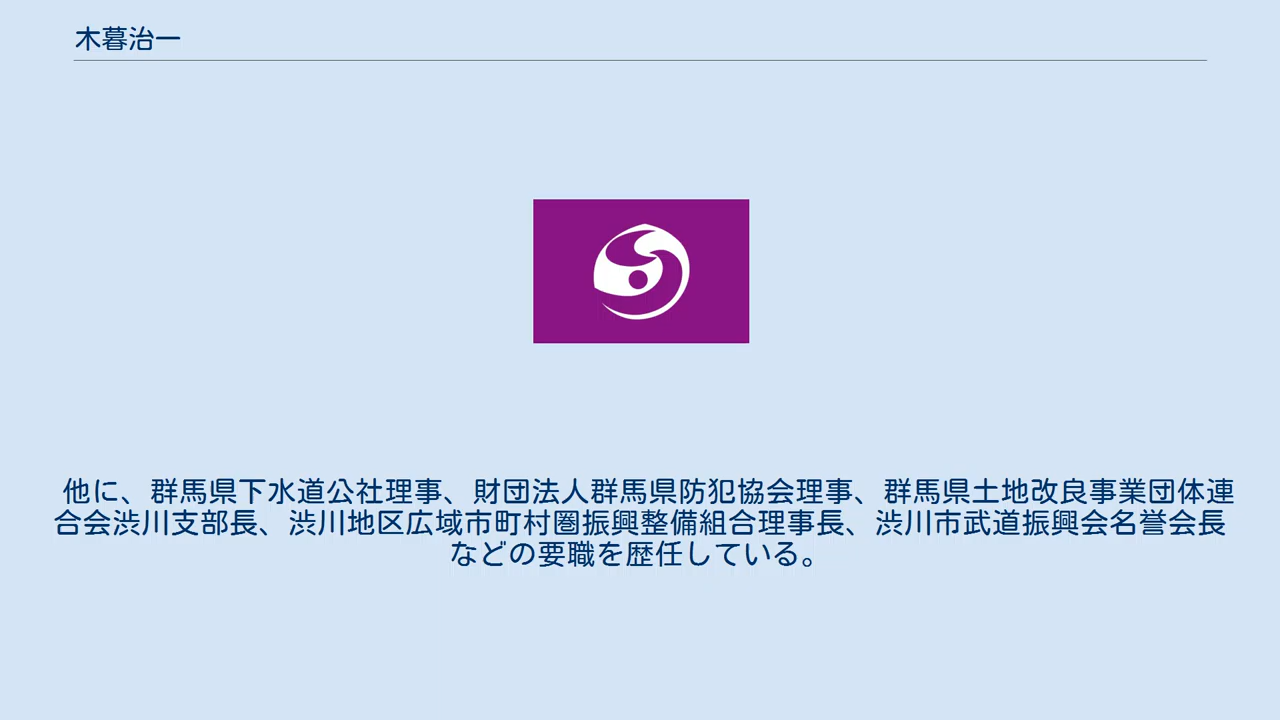 木暮治一
他に、群馬県下水道公社理事、財団法人群馬県防犯協会理事、群馬県土地改良事業団体連
合会渋川支部長、渋川地区広域市町村圏振興整備組合理事長、渋川市武道振興会名誉会長
などの要職を歴任している。